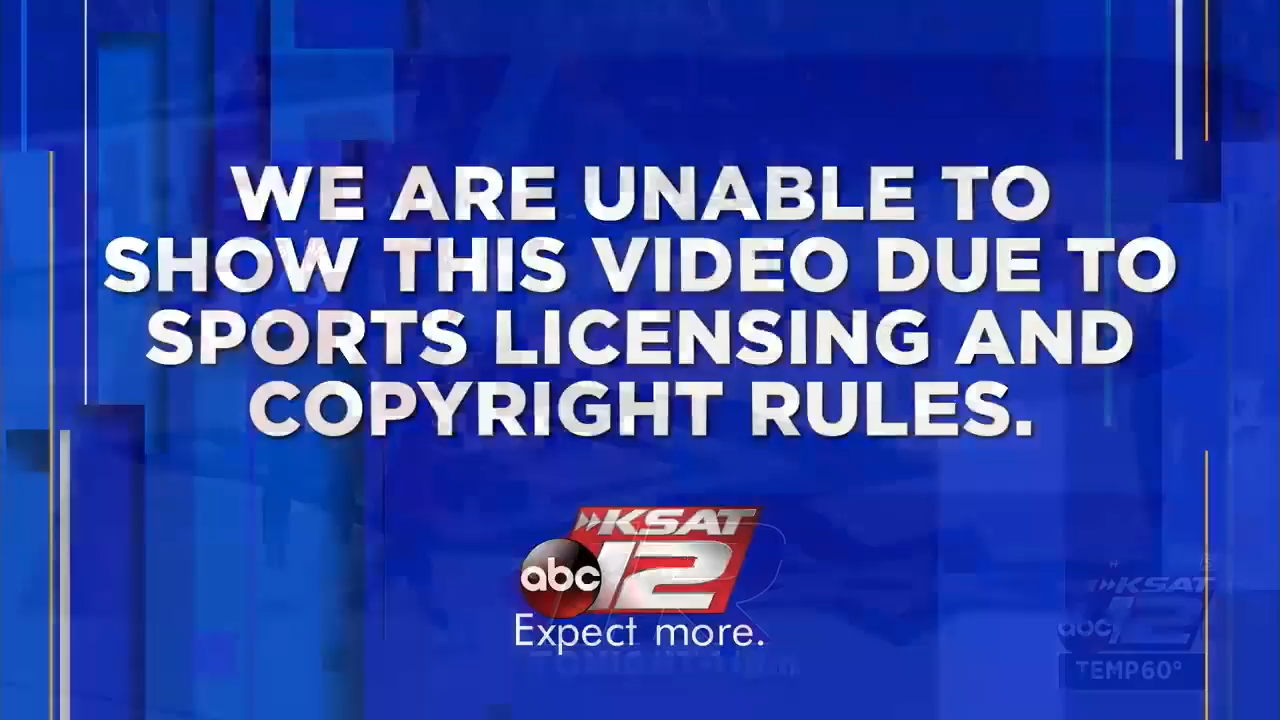 WE ARE UNABLE TO
SHOW THIS VIDEO DUE TO
SPORTS LICENSING AND
COPYRIGHT RULES.
KSAT
abc 12
Expect more.
KSAT
abc 12
TEMP60°